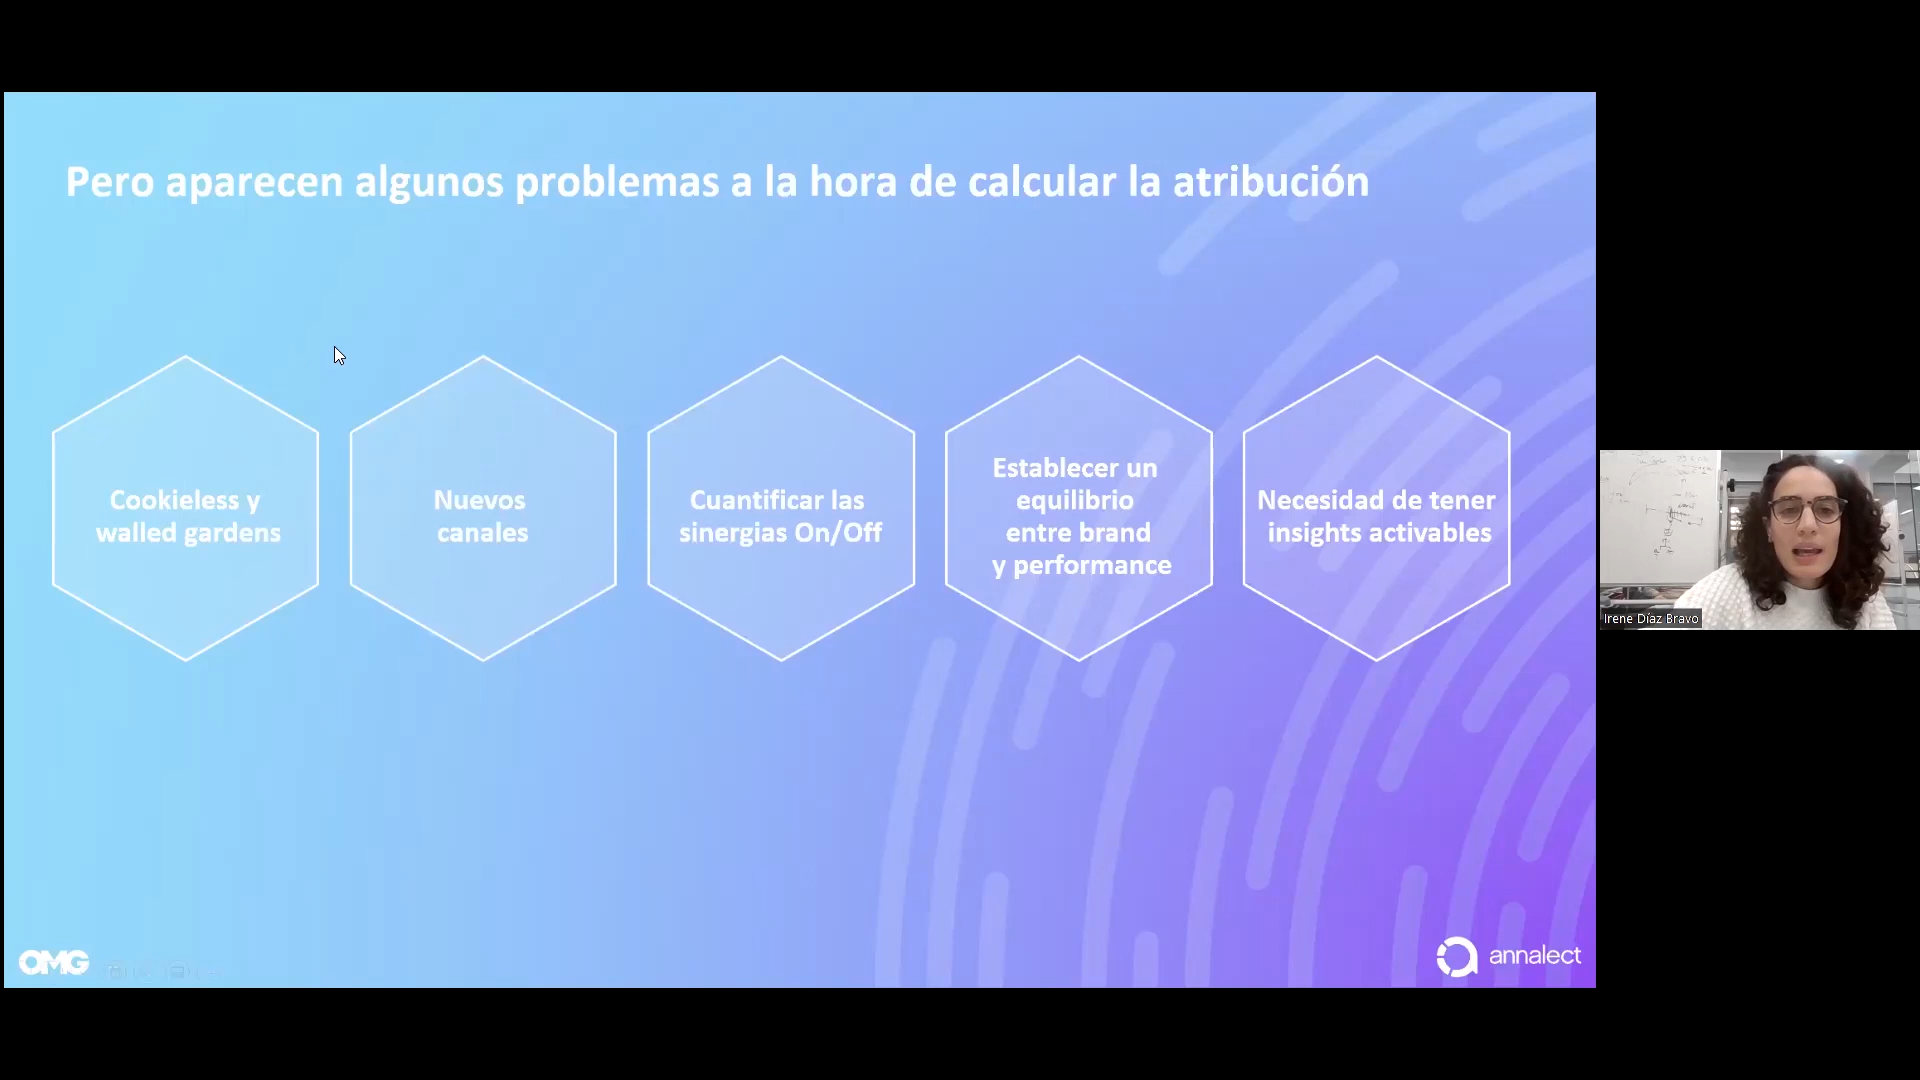 Pero aparecen algunos problemas a la hora de calcular la atribución
Cookieless y
walled gardens
Nuevos
canales
Cuantificar las
sinergias On/Off
Establecer un
equilibrio
entre brand
y performance
Necesidad de tener
insights activables
OMG
annalect
Irene Díaz Bravo